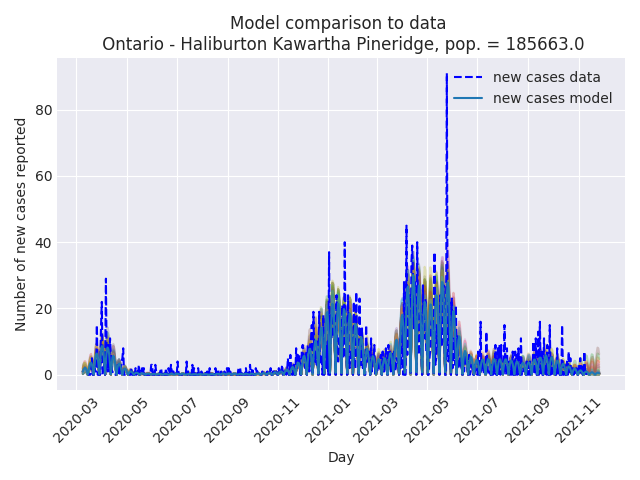 Model comparison to data
Ontario - Haliburton Kawartha Pineridge, pop. = 185663.0
new cases data
new cases model
Number of new cases reported
80
60
40
20
0
2020-03
2020-05
2020-07
2020-09
2020-11
2021-01
2021-03
2021-05
2021-07
2021-09
2021-11
Day